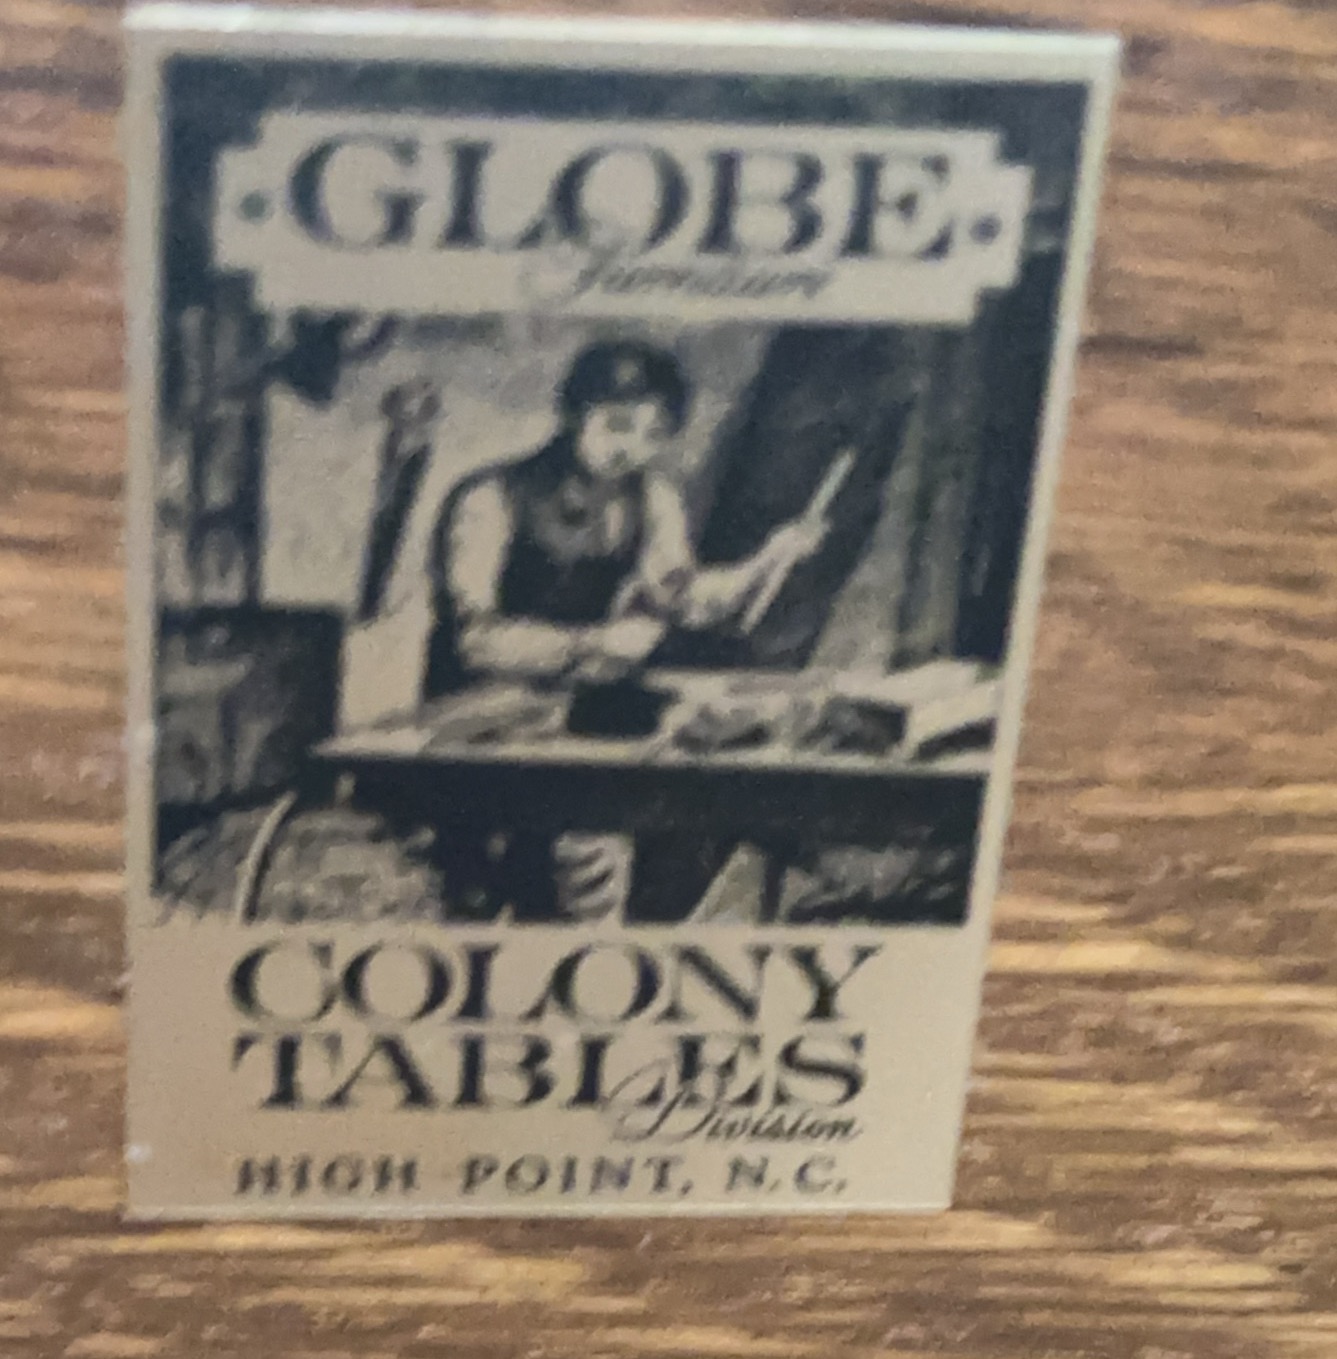 ·GLOBE·
Furniture
COLONY
TABLES
Division
HIGH POINT, N.C.